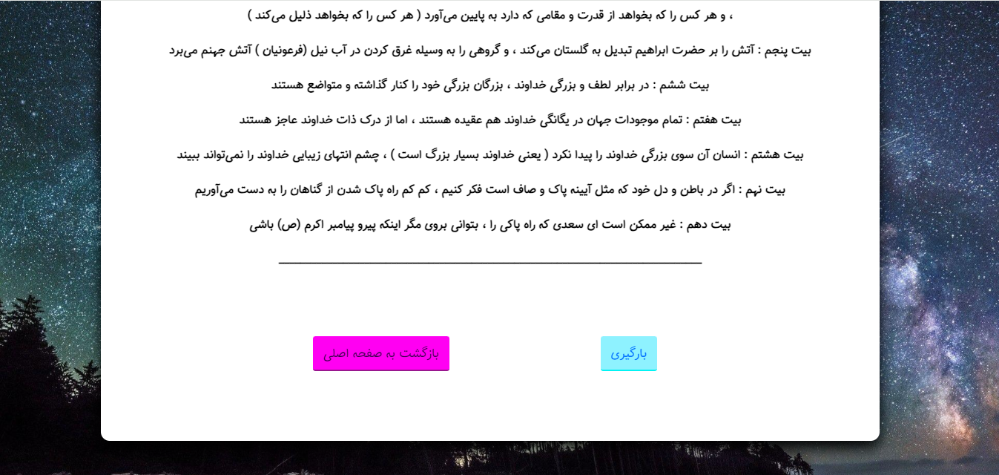 ، و هر کس را که بخواهد از قدرت و مقامی که دارد به پایین می‌آورد ( هر کس را که بخواهد ذلیل می‌کند )
بیت پنجم : آتش را بر حضرت ابراهیم تبدیل به گلستان می‌کند ، و گروهی را به وسیله غرق کردن در آب نیل (فرعونیان ) آتش جهنم می‌برد
بیت ششم : در برابر لطف و بزرگی خداوند ، بزرگان بزرگی خود را کنار گذاشته و متواضع هستند
بیت هفتم : تمام موجودات جهان در یگانگی خداوند هم عقیده هستند ، اما از درک ذات خداوند عاجز هستند
بیت هشتم : انسان آن سوی بزرگی خداوند را پیدا نکرد ( یعنی خداوند بسیار بزرگ است ) ، چشم انتهای زیبایی خداوند را نمی‌تواند ببیند
بیت نهم : اگر در باطن و دل خود که مثل آیینه پاک و صاف است فکر کنیم ، کم کم راه پاک شدن از گناهان را به دست می‌آوریم
بیت دهم : غیر ممکن است ای سعدی که راه پاکی را ، بتوانی بروی مگر اینکه پیرو پیامبر اکرم (ص) باشی
بارگیری
بازگشت به صفحه اصلی